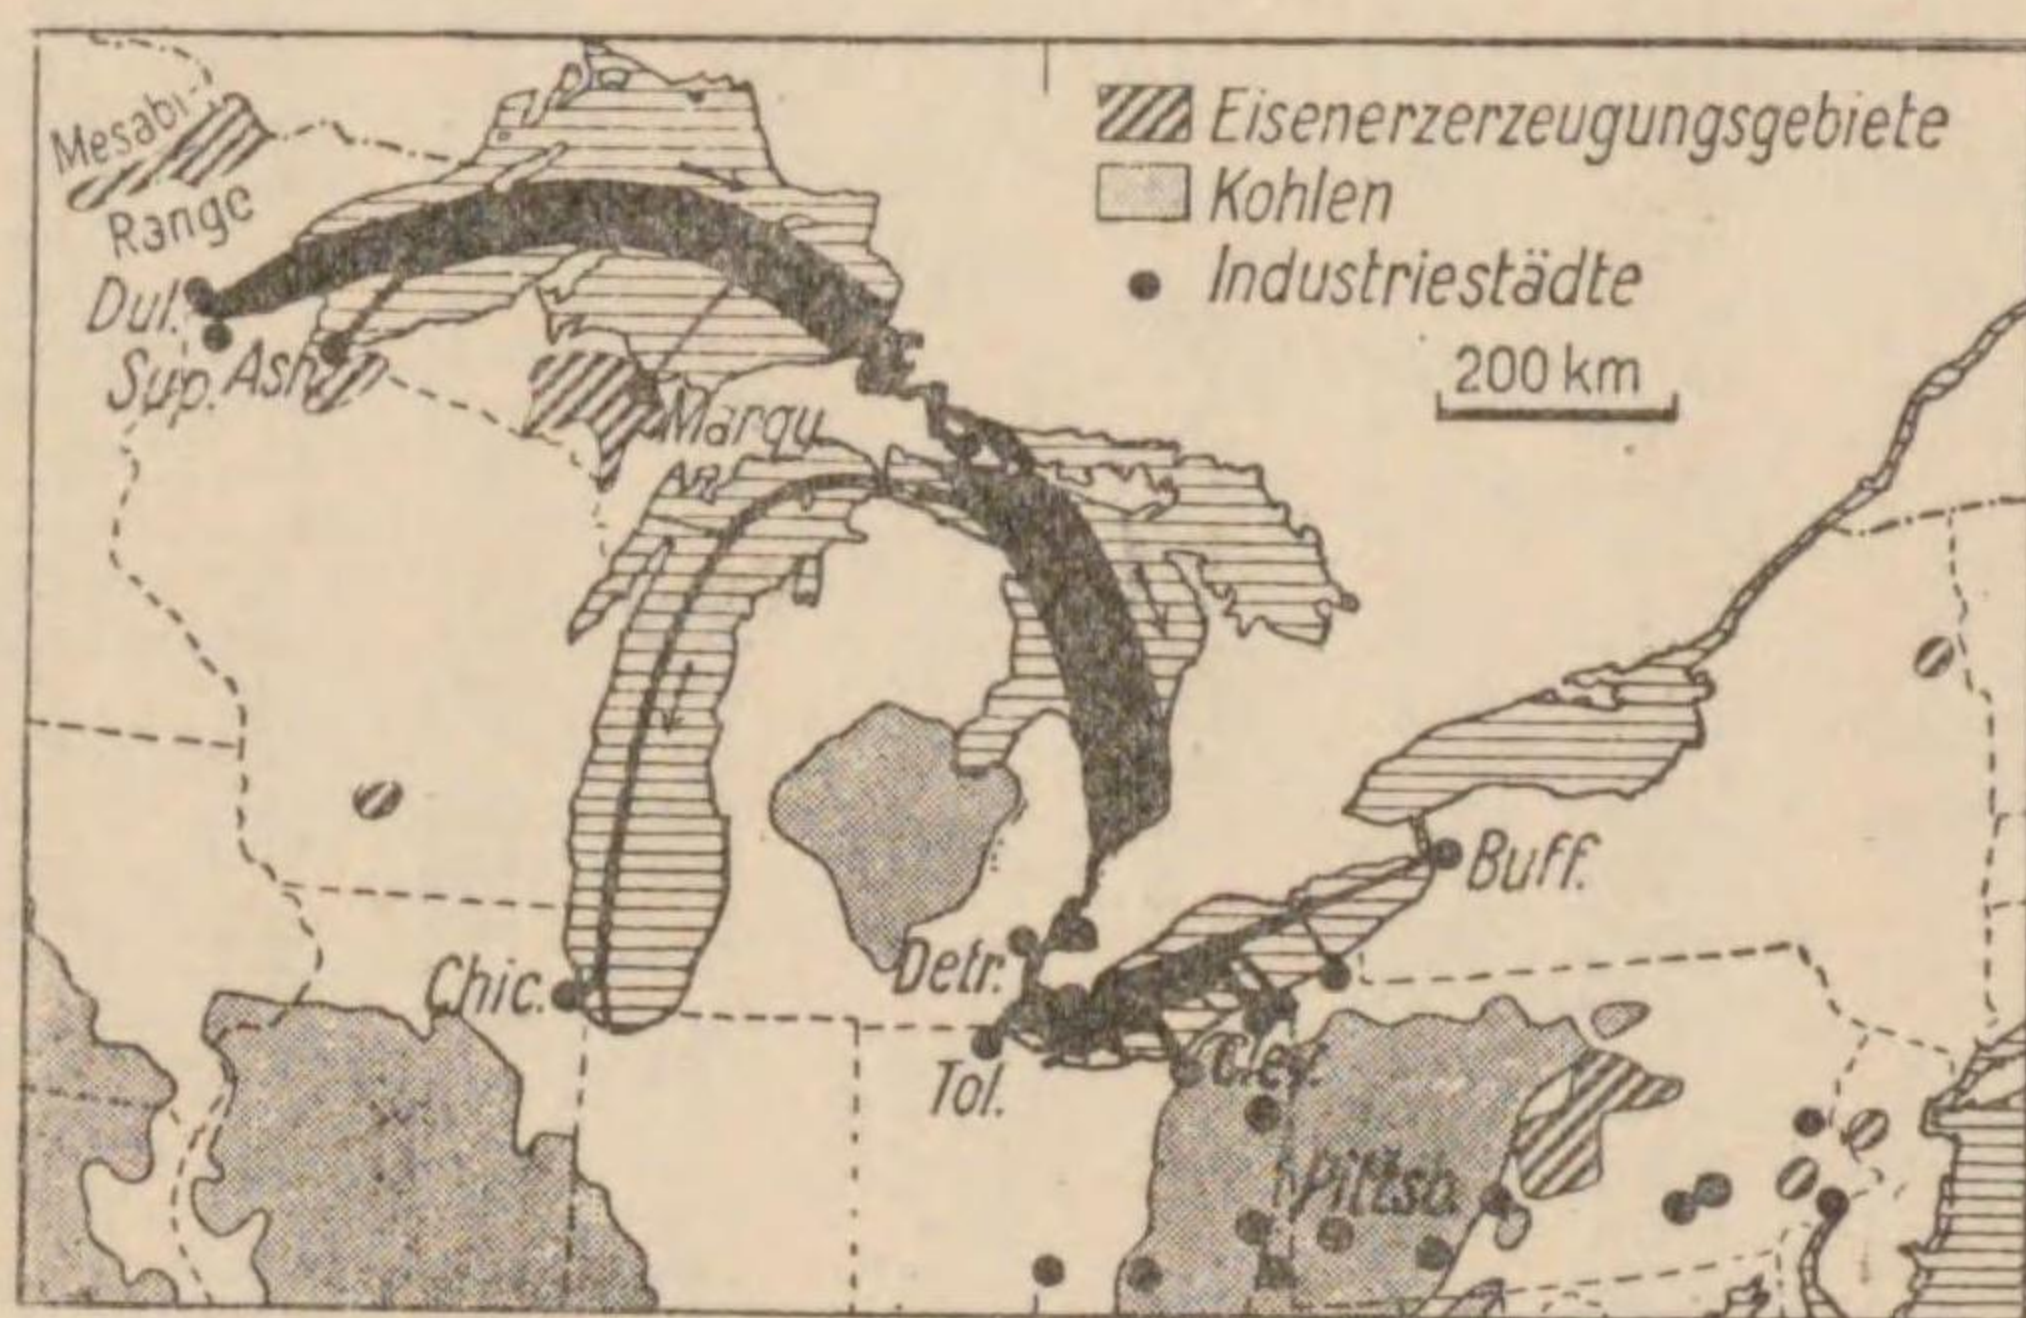 Eisenerzerzeugungsgebiete
Kohlen
Industriestädte
200 km
Mesabi-
Range
Dul.
Sup.
Ash.
Marqu.
Chic.
Detr.
Tol.
Buff.
Clev.
Pittsb.